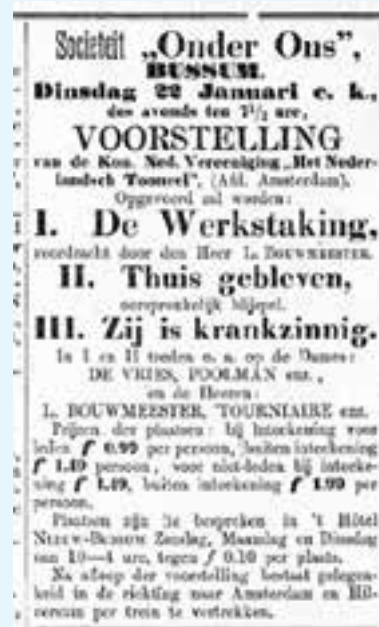 Societeit „Onder Ons",
BUSSUM.
Dinsdag 22 Januari e. k.,
des avonds ten 7½ ure,
VOORSTELLING
van de Kon. Ned. Vereeniging „Het Neder-
landsch Tooneel", (Afd. Amsterdam).
Opgevoerd zal worden:
I. De Werkstaking,
voordracht door den Heer L. BOUWMEESTER.
II. Thuis gebleven,
oorspronkelijk blijspel.
III. Zij is krankzinnig.
In I en II treden o. a. op de Dames:
DE VRIES, POOLMAN enz.,
en de Heeren:
L. BOUWMEESTER, TOURNIAIRE enz.
Prijzen der plaatsen: bij Inteekening voor
leden f 0.99 per persoon, buiten inteekening
f 1.49 persoon, voor niet-leden bij inteeke-
ning f 1.49, buiten inteekening f 1.99 per
persoon.
Plaatsen zijn te bespreken in 't Hôtel
NIEUW-BUSSUM Zondag, Maandag en Dinsdag
van 10—4 ure, tegen f 0.10 per plaats.
Na afloop der voorstelling bestaat gelegen-
heid in de richting naar Amsterdam en Hil-
versum per trein te vertrekken.